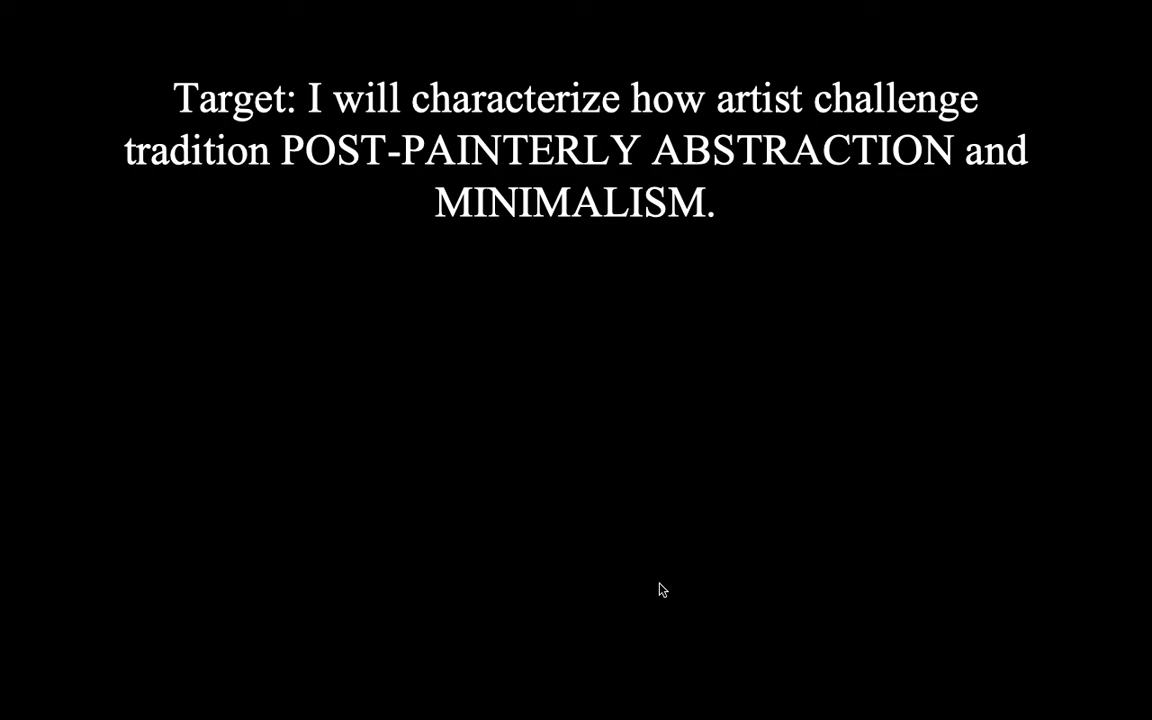 Target: I will characterize how artist challenge
tradition POST-PAINTERLY ABSTRACTION and
MINIMALISM.